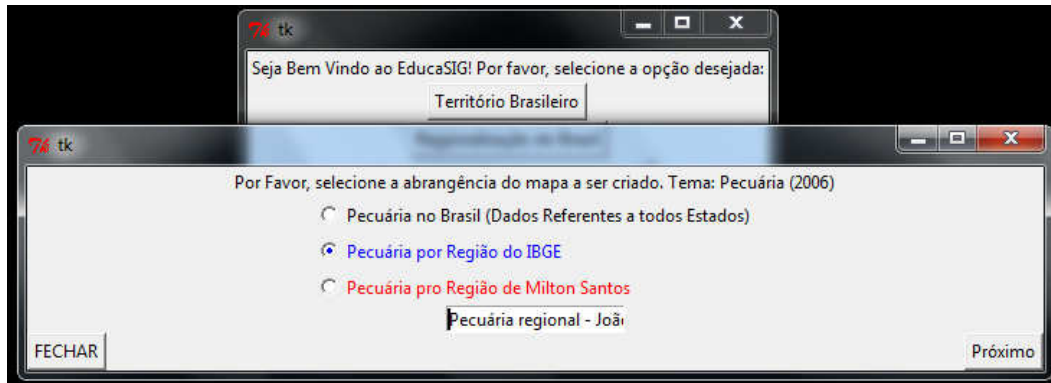 tk
Seja Bem Vindo ao EducaSIG! Por favor, selecione a opção desejada:
Território Brasileiro
tk
Por Favor, selecione a abrangência do mapa a ser criado. Tema: Pecuária (2006)
Pecuária no Brasil (Dados Referentes a todos Estados)
Pecuária por Região do IBGE
Pecuária pro Região de Milton Santos
Pecuária regional - Joã
FECHAR
Próximo